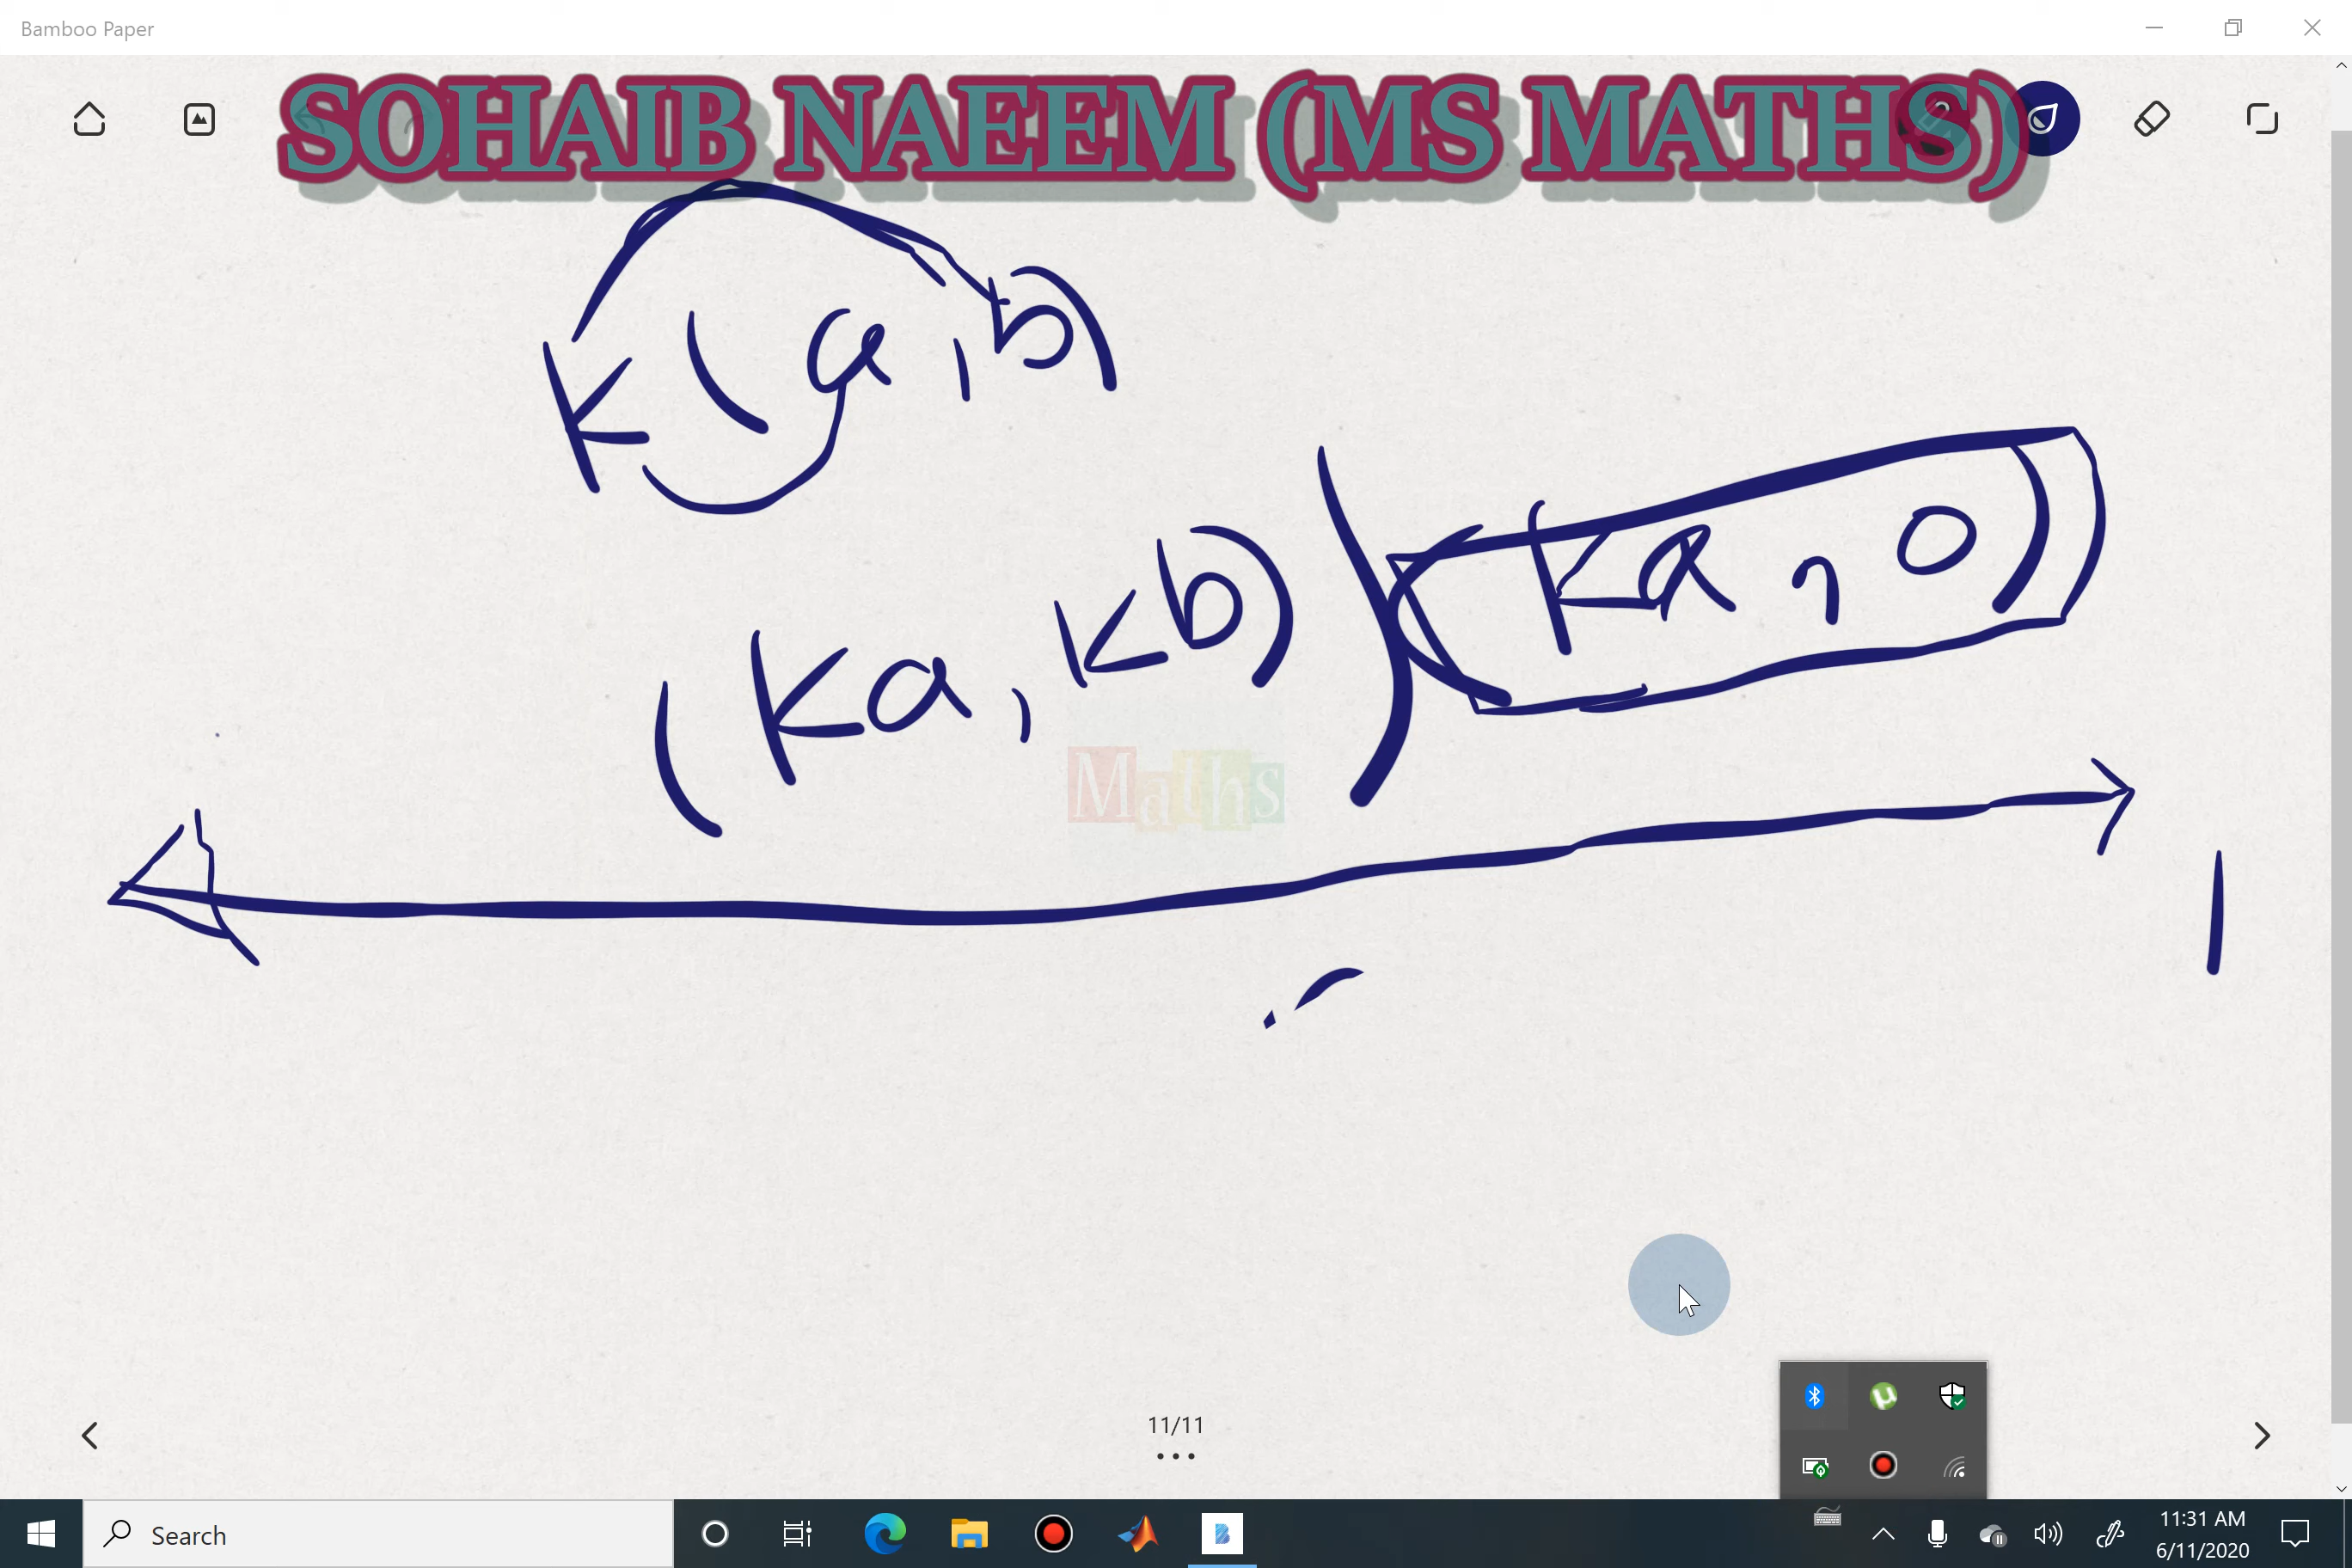 Bamboo Paper
SOHAIB NAEEM (MS MATHS)
K(a,b)
(Ka, Kb)
(Ka, 0)
Maths
11/11
Search
11:31 AM
6/11/2020